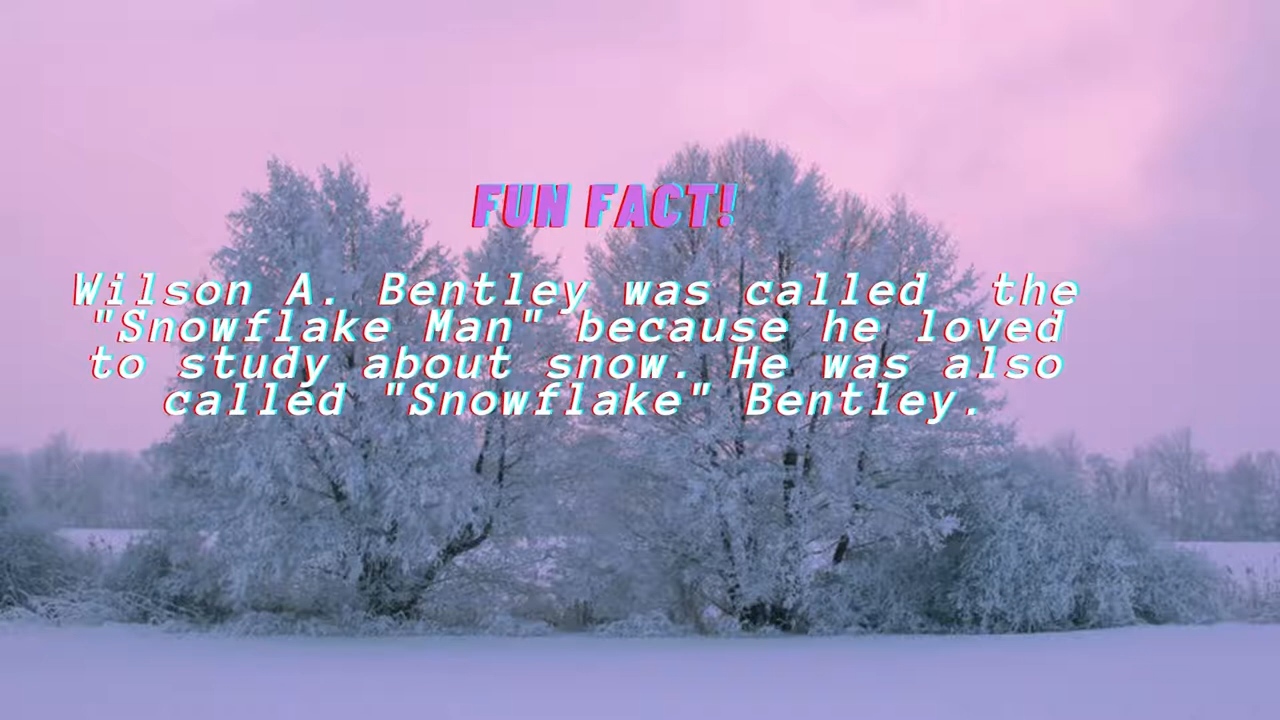 FUN FACT!
Wilson A. Bentley was called  the
"Snowflake Man" because he loved
to study about snow. He was also
called "Snowflake" Bentley.